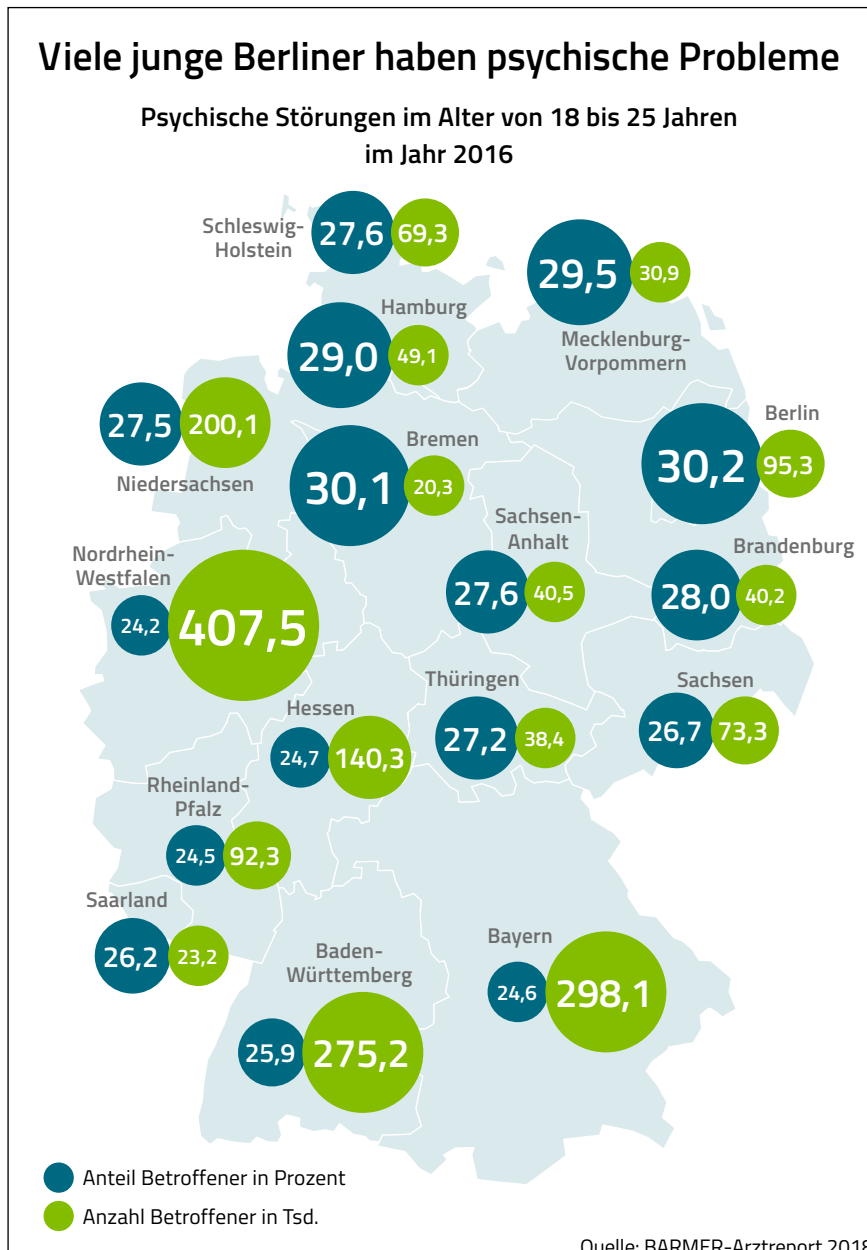 Viele junge Berliner haben psychische Probleme
Psychische Störungen im Alter von 18 bis 25 Jahren
im Jahr 2016
Schleswig-
Holstein
27,6
69,3
29,5
30,9
Mecklenburg-
Vorpommern
Hamburg
29,0
49,1
27,5
200,1
Niedersachsen
Bremen
30,1
20,3
Berlin
30,2
95,3
Sachsen-
Anhalt
27,6
40,5
Brandenburg
28,0
40,2
Nordrhein-
Westfalen
24,2
407,5
Hessen
24,7
140,3
Thüringen
27,2
38,4
Sachsen
26,7
73,3
Rheinland-
Pfalz
24,5
92,3
Saarland
26,2
23,2
Baden-
Württemberg
25,9
275,2
Bayern
24,6
298,1
Anteil Betroffener in Prozent
Anzahl Betroffener in Tsd.
Quelle: BARMER-Arztreport 2018